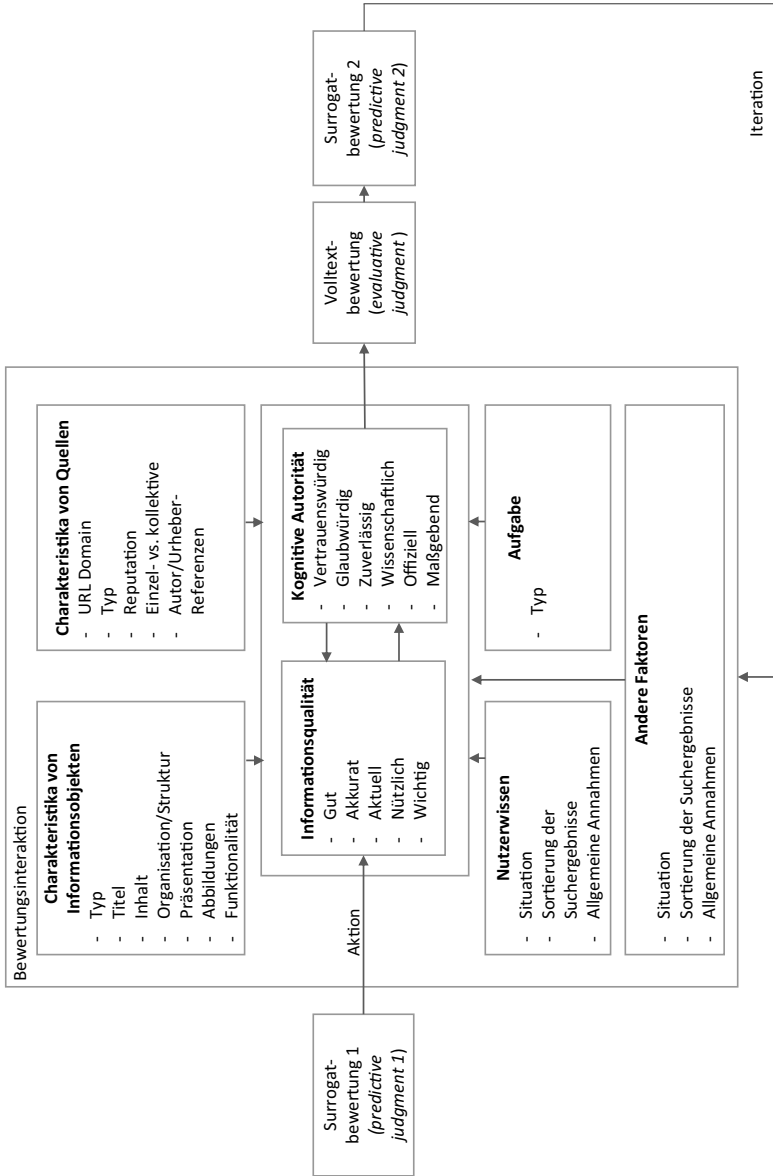 Bewertungsinteraktion
Surrogat-
bewertung 1
(predictive
judgment 1)
Aktion
Charakteristika von
Informationsobjekten
- Typ
- Titel
- Inhalt
- Organisation/Struktur
- Präsentation
- Abbildungen
- Funktionalität
Charakteristika von Quellen
- URL Domain
- Typ
- Reputation
- Einzel- vs. kollektive
- Autor/Urheber-
- Referenzen
Informationsqualität
- Gut
- Akkurat
- Aktuell
- Nützlich
- Wichtig
Kognitive Autorität
- Vertrauenswürdig
- Glaubwürdig
- Zuverlässig
- Wissenschaftlich
- Offiziell
- Maßgebend
Nutzerwissen
- Situation
- Sortierung der
Suchergebnisse
- Allgemeine Annahmen
Aufgabe
- Typ
Andere Faktoren
- Situation
- Sortierung der Suchergebnisse
- Allgemeine Annahmen
Volltext-
bewertung
(evaluative
judgment )
Surrogat-
bewertung 2
(predictive
judgment 2)
Iteration